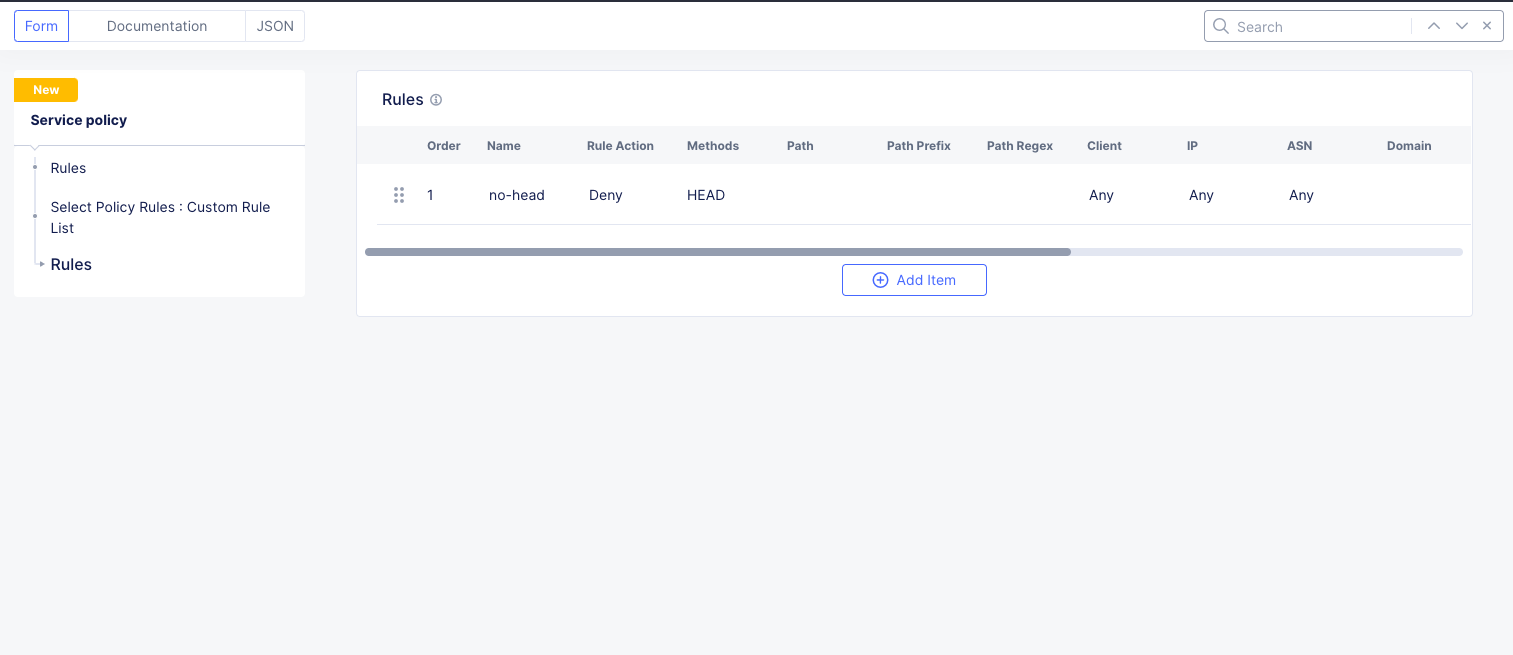 Form Documentation JSON Search
New
Service policy
Rules
Select Policy Rules : Custom Rule
List
Rules
Rules
Order Name Rule Action Methods Path Path Prefix Path Regex Client IP ASN Domain
1 no-head Deny HEAD Any Any Any
Add Item